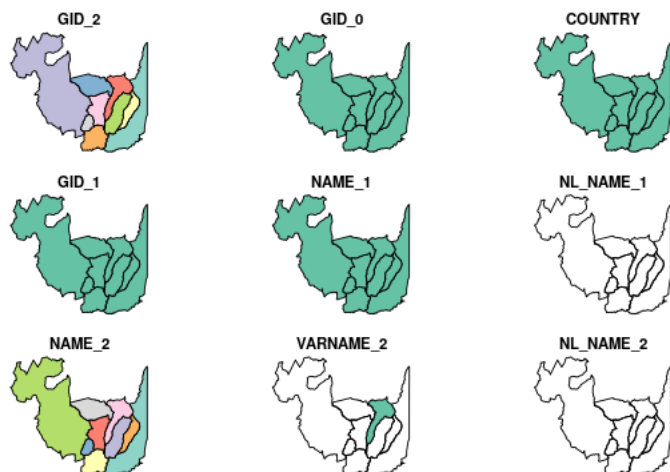 GID_2 GID_0 COUNTRY
GID_1 NAME_1 NL_NAME_1
NAME_2 VARNAME_2 NL_NAME_2